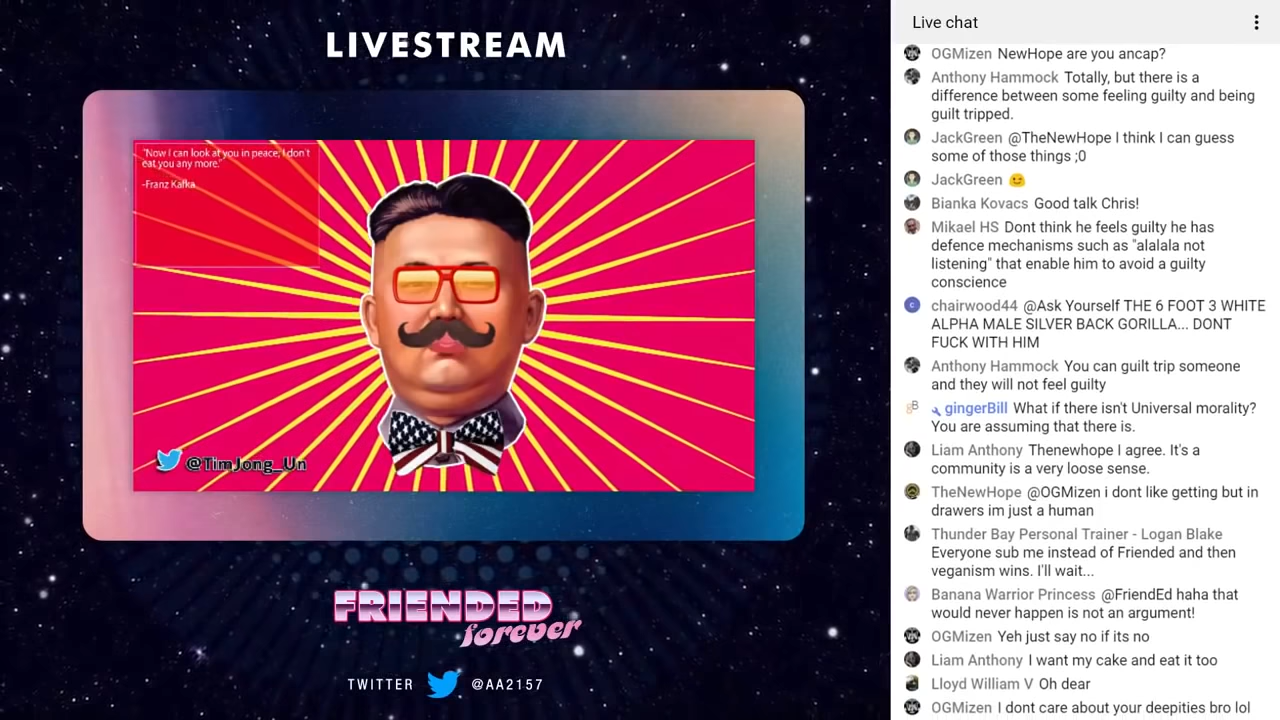 LIVESTREAM
"Now I can look at you in peace; I don't
eat you any more."
-Franz Kafka
@TimJong_Un
FRIENDED
forever
TWITTER @AA2157
Live chat
OGMizen NewHope are you ancap?
Anthony Hammock Totally, but there is a
difference between some feeling guilty and being
guilt tripped.
JackGreen @TheNewHope I think I can guess
some of those things ;0
JackGreen 😉
Bianka Kovacs Good talk Chris!
Mikael HS Dont think he feels guilty he has
defence mechanisms such as "alalala not
listening" that enable him to avoid a guilty
conscience
C chairwood44 @Ask Yourself THE 6 FOOT 3 WHITE
ALPHA MALE SILVER BACK GORILLA... DONT
FUCK WITH HIM
Anthony Hammock You can guilt trip someone
and they will not feel guilty
gingerBill What if there isn't Universal morality?
You are assuming that there is.
Liam Anthony Thenewhope I agree. It's a
community is a very loose sense.
TheNewHope @OGMizen i dont like getting but in
drawers im just a human
Thunder Bay Personal Trainer - Logan Blake
Everyone sub me instead of Friended and then
veganism wins. I'll wait...
Banana Warrior Princess @FriendEd haha that
would never happen is not an argument!
OGMizen Yeh just say no if its no
Liam Anthony I want my cake and eat it too
Lloyd William V Oh dear
OGMizen I dont care about your deepities bro lol